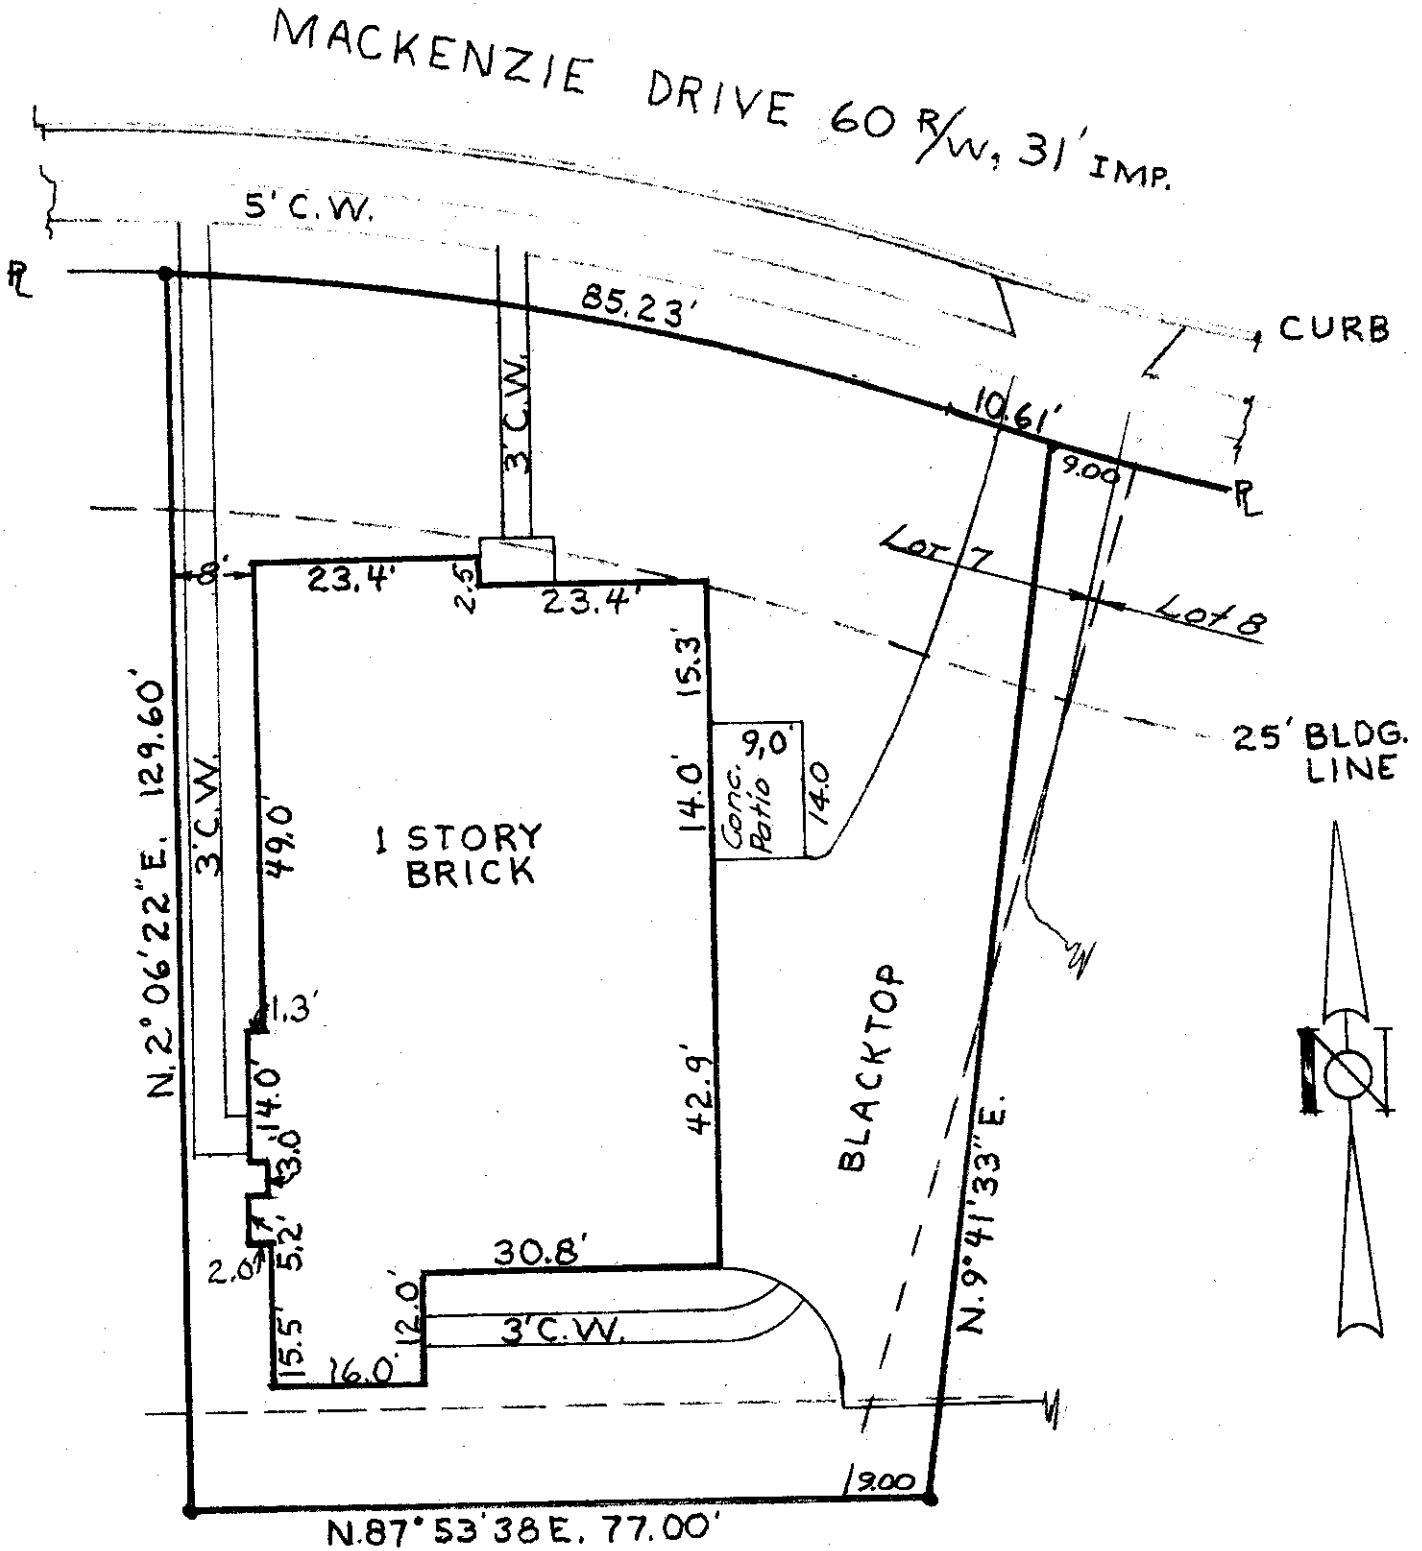 MACKENZIE DRIVE 60 R/W, 31' IMP.
5' C.W.
PL
85.23'
CURB
10.61'
9.00
PL
3' C.W.
LOT 7
Lot 8
8'
23.4'
2.5'
23.4'
15.3'
25' BLDG.
LINE
N. 2° 06' 22" E. 129.60'
3' C.W.
49.0'
1 STORY
BRICK
14.0'
9,0'
Conc.
Patio
14.0
1.3'
14.0'
3.0'
5.2'
2.0'
42.9'
BLACKTOP
N
N. 9° 41' 33" E.
30.8'
12.0'
3' C.W.
15.5'
16.0'
19.00
N. 87° 53' 38 E. 77.00'